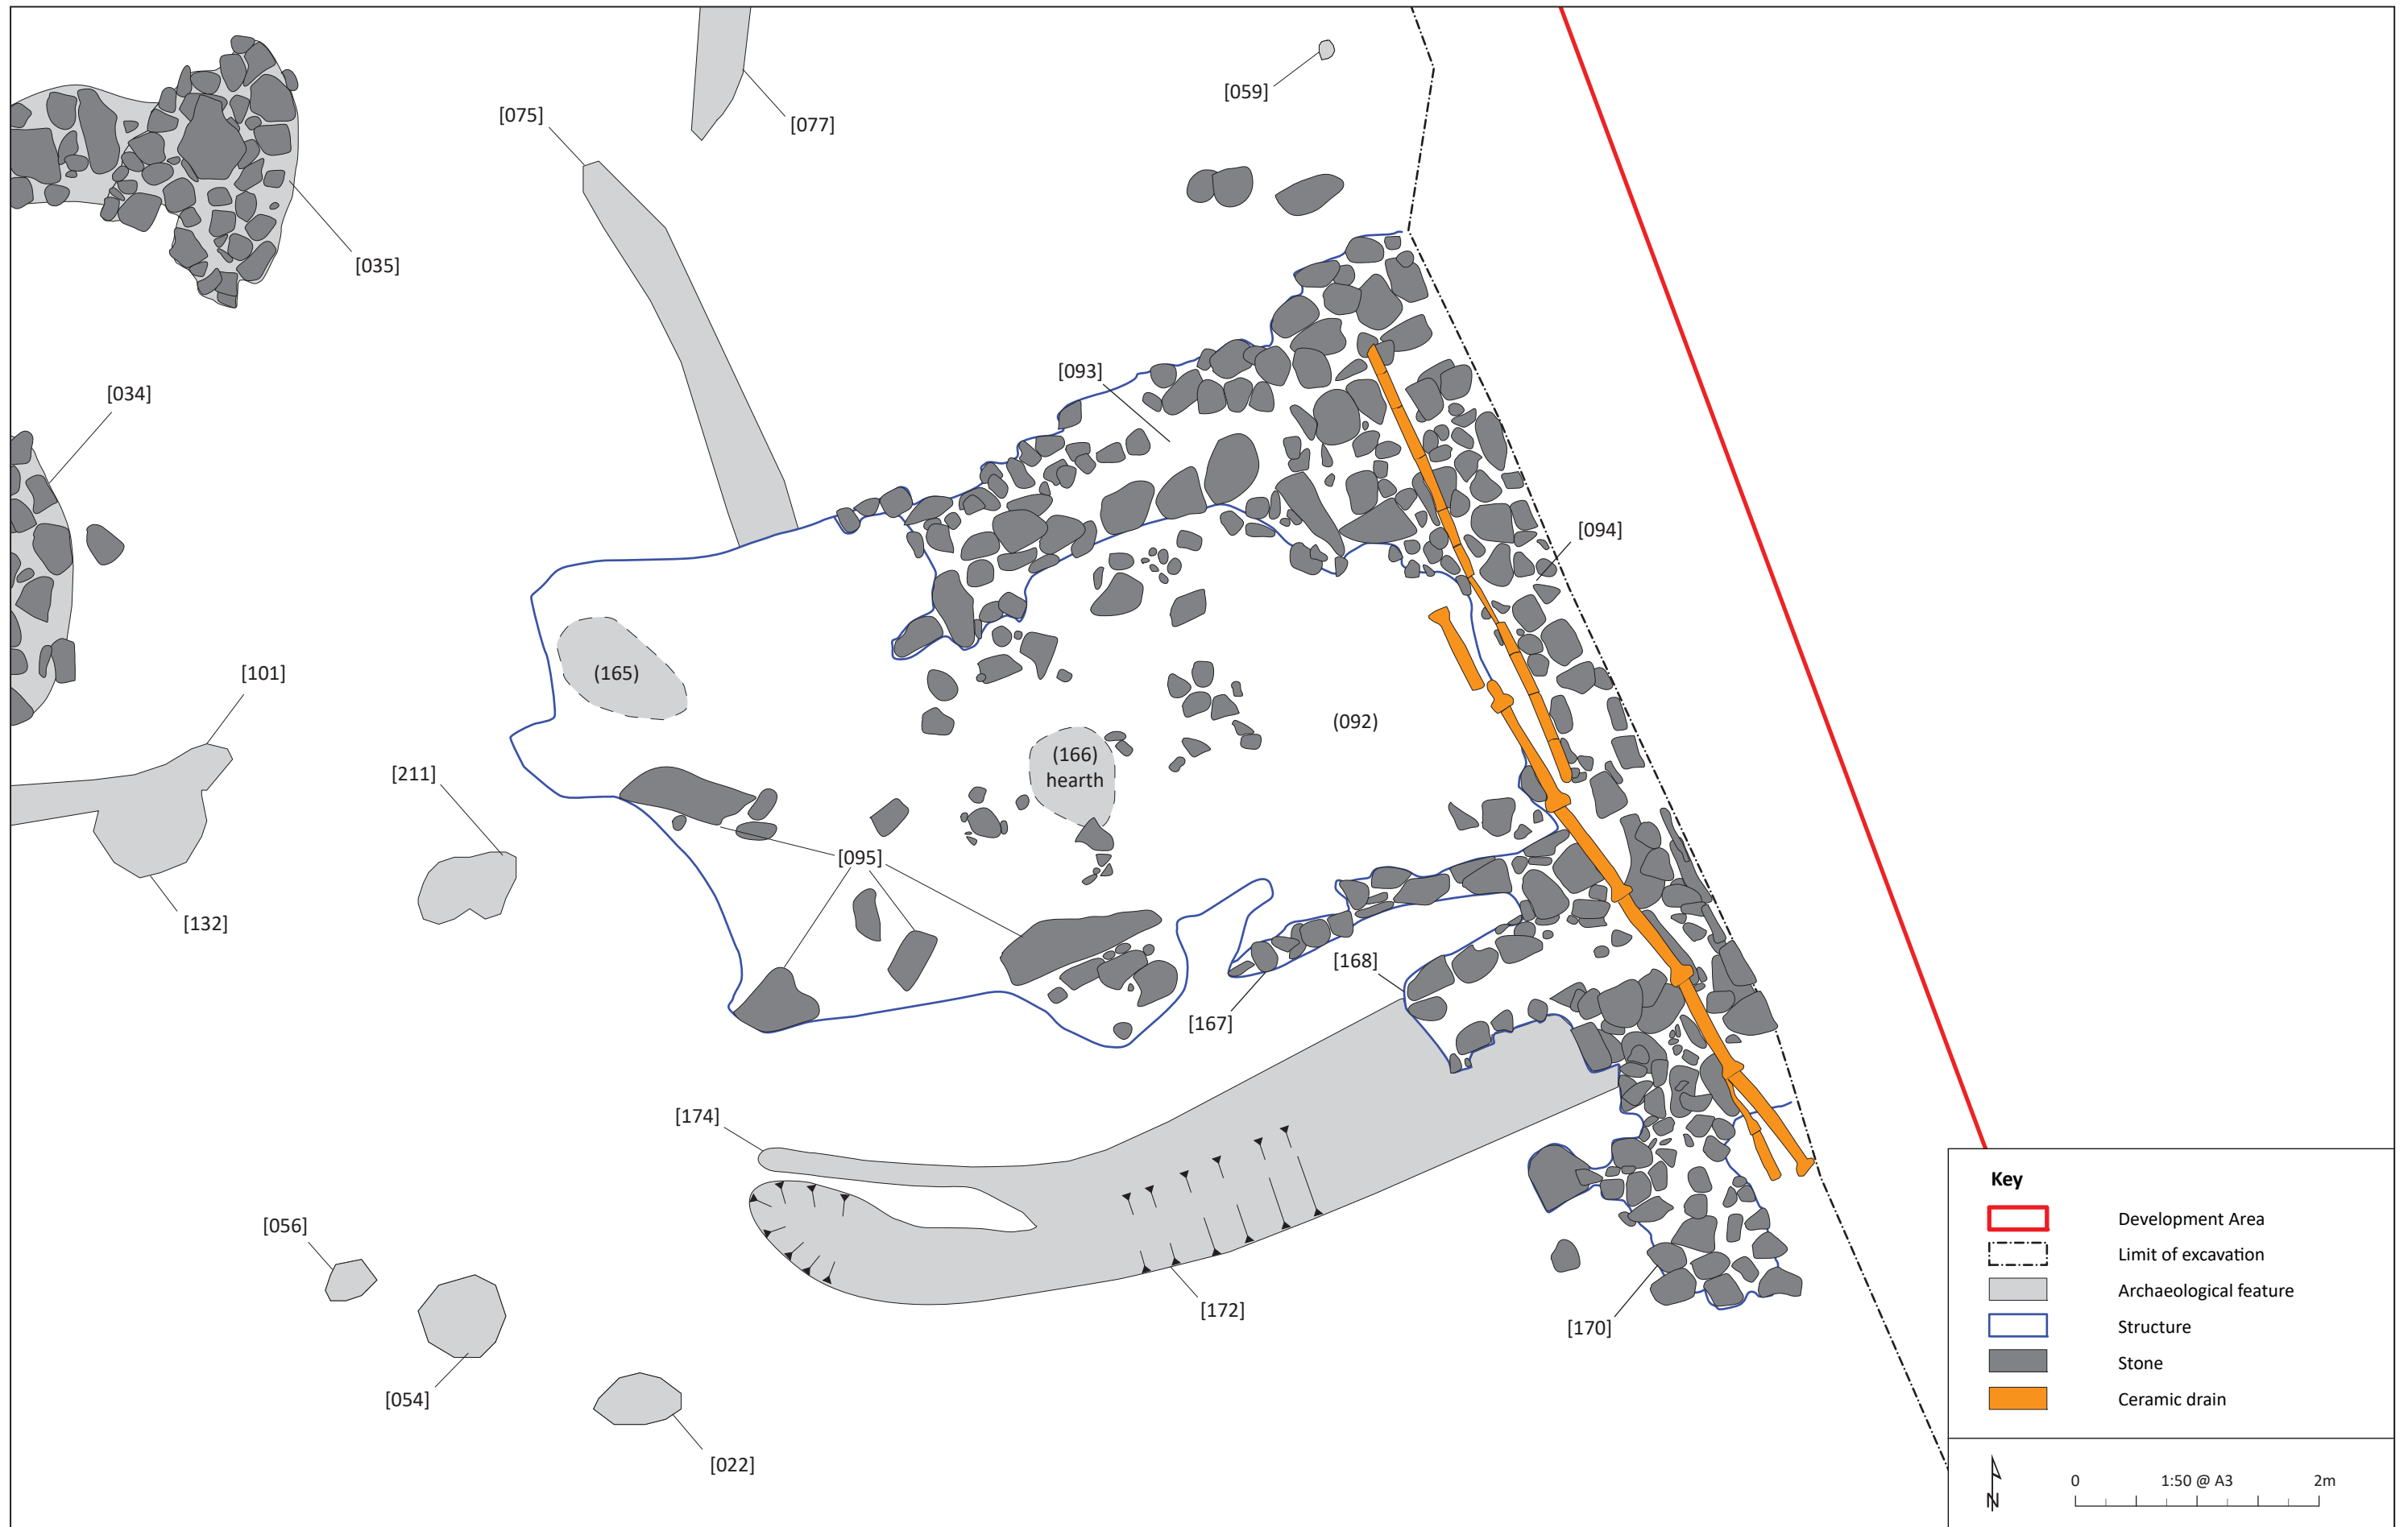 [059]
[075]
[077]
[035]
[093]
[034]
[094]
[101]
(165)
(092)
(166)
hearth
[211]
[095]
[132]
[168]
[167]
[174]
[056]
[172]
[170]
[054]
[022]
Key
Development Area
Limit of excavation
Archaeological feature
Structure
Stone
Ceramic drain
N
0 1:50 @ A3 2m